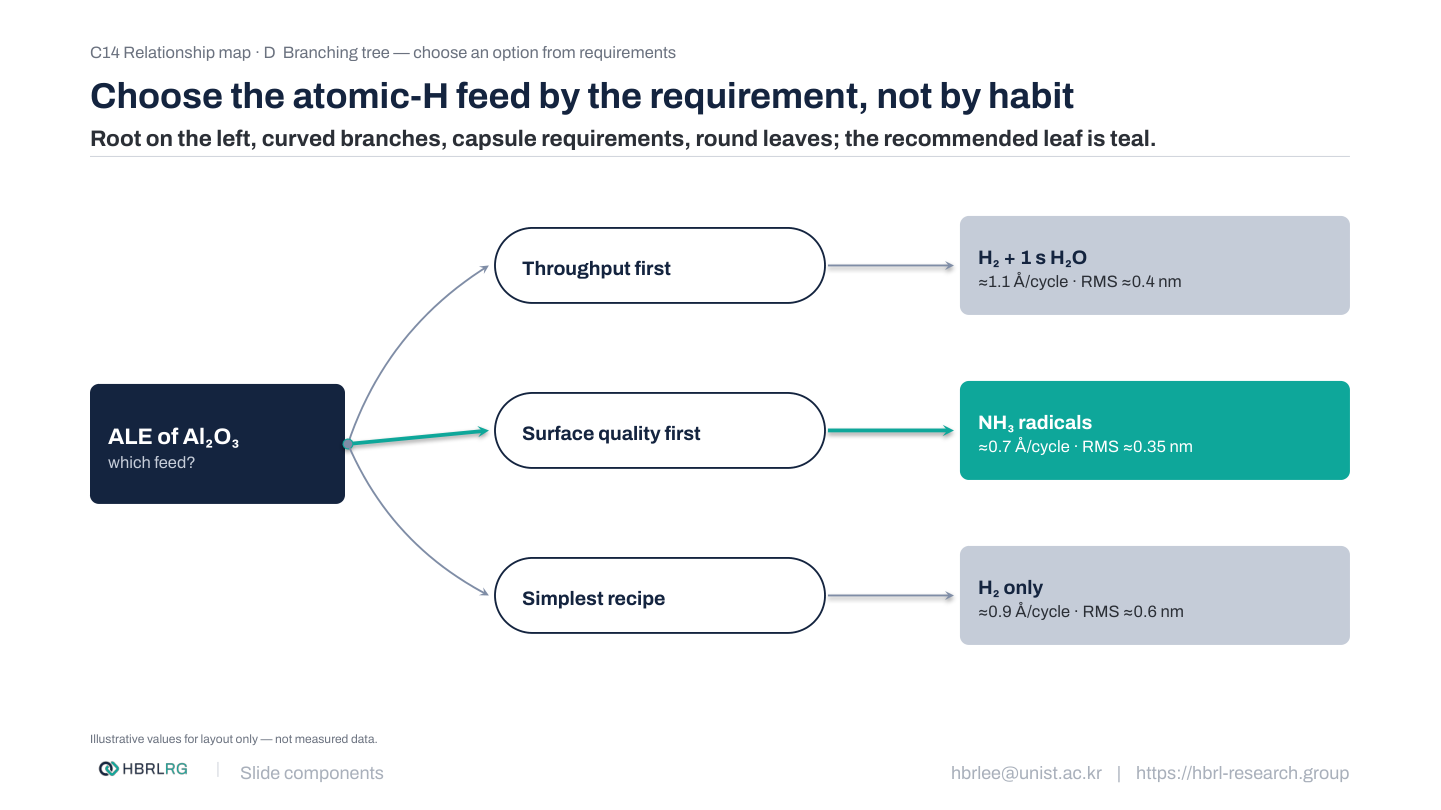 C14 Relationship map · D  Branching tree — choose an option from requirements
Choose the atomic-H feed by the requirement, not by habit
Root on the left, curved branches, capsule requirements, round leaves; the recommended leaf is teal.
Throughput first
H₂ + 1 s H₂O
≈1.1 Å/cycle · RMS ≈0.4 nm
ALE of Al₂O₃
which feed?
Surface quality first
NH₃ radicals
≈0.7 Å/cycle · RMS ≈0.35 nm
Simplest recipe
H₂ only
≈0.9 Å/cycle · RMS ≈0.6 nm
Illustrative values for layout only — not measured data.
HBRLRG | Slide components
hbrlee@unist.ac.kr | https://hbrl-research.group